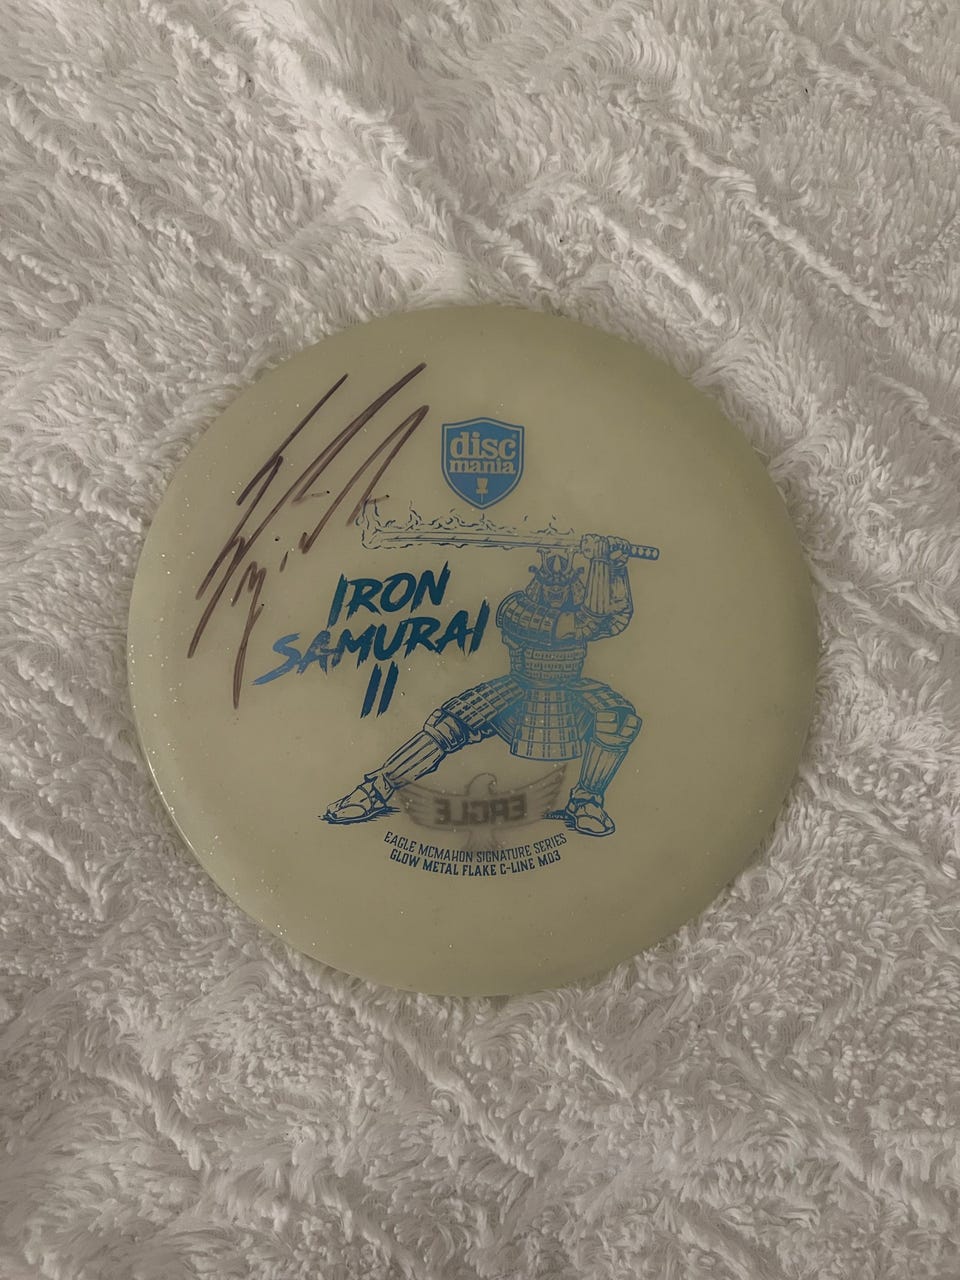 disc
mania
IRON
SAMURAI
II
EAGLE
EAGLE MCMAHON SIGNATURE SERIES
GLOW METAL FLAKE C-LINE MD3